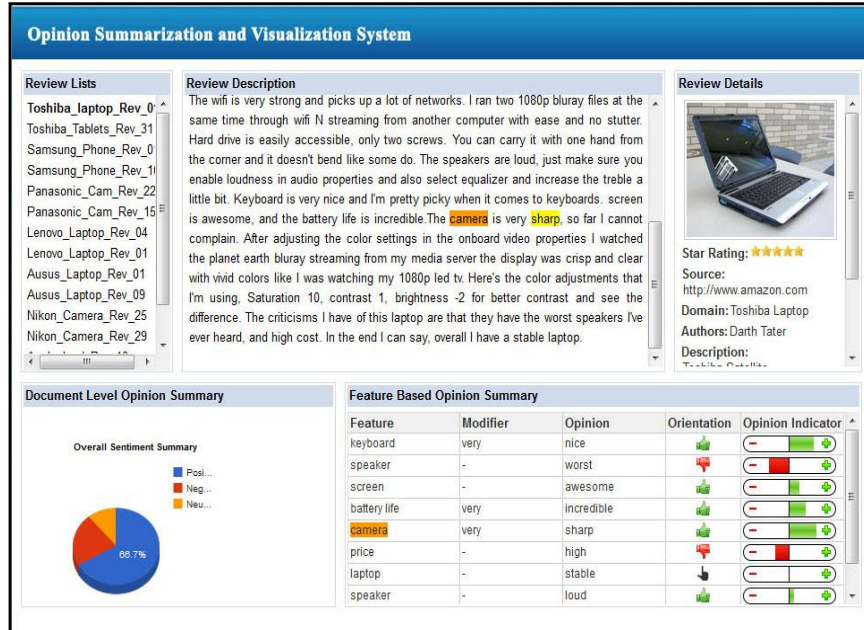 Opinion Summarization and Visualization System
Review Lists
Toshiba_laptop_Rev_0
Toshiba_Tablets_Rev_31
Samsung_Phone_Rev_0
Samsung_Phone_Rev_1
Panasonic_Cam_Rev_22
Panasonic_Cam_Rev_15
Lenovo_Laptop_Rev_04
Lenovo_Laptop_Rev_01
Ausus_Laptop_Rev_01
Ausus_Laptop_Rev_09
Nikon_Camera_Rev_25
Nikon_Camera_Rev_29
Review Description
The wifi is very strong and picks up a lot of networks. I ran two 1080p bluray files at the
same time through wifi N streaming from another computer with ease and no stutter.
Hard drive is easily accessible, only two screws. You can carry it with one hand from
the corner and it doesn't bend like some do. The speakers are loud, just make sure you
enable loudness in audio properties and also select equalizer and increase the treble a
little bit. Keyboard is very nice and I'm pretty picky when it comes to keyboards. screen
is awesome, and the battery life is incredible.The camera is very sharp, so far I cannot
complain. After adjusting the color settings in the onboard video properties I watched
the planet earth bluray streaming from my media server the display was crisp and clear
with vivid colors like I was watching my 1080p led tv. Here's the color adjustments that
I'm using, Saturation 10, contrast 1, brightness -2 for better contrast and see the
difference. The criticisms I have of this laptop are that they have the worst speakers I've
ever heard, and high cost. In the end I can say, overall I have a stable laptop.
Review Details
Star Rating:
Source:
http://www.amazon.com
Domain: Toshiba Laptop
Authors: Darth Tater
Description:
Toshiba Satellite
Document Level Opinion Summary
Overall Sentiment Summary
Posi...
Neg...
Neu...
66.7%
Feature Based Opinion Summary
Feature Modifier Opinion Orientation Opinion Indicator
keyboard very nice
speaker - worst
screen - awesome
battery life very incredible
camera very sharp
price - high
laptop - stable
speaker - loud